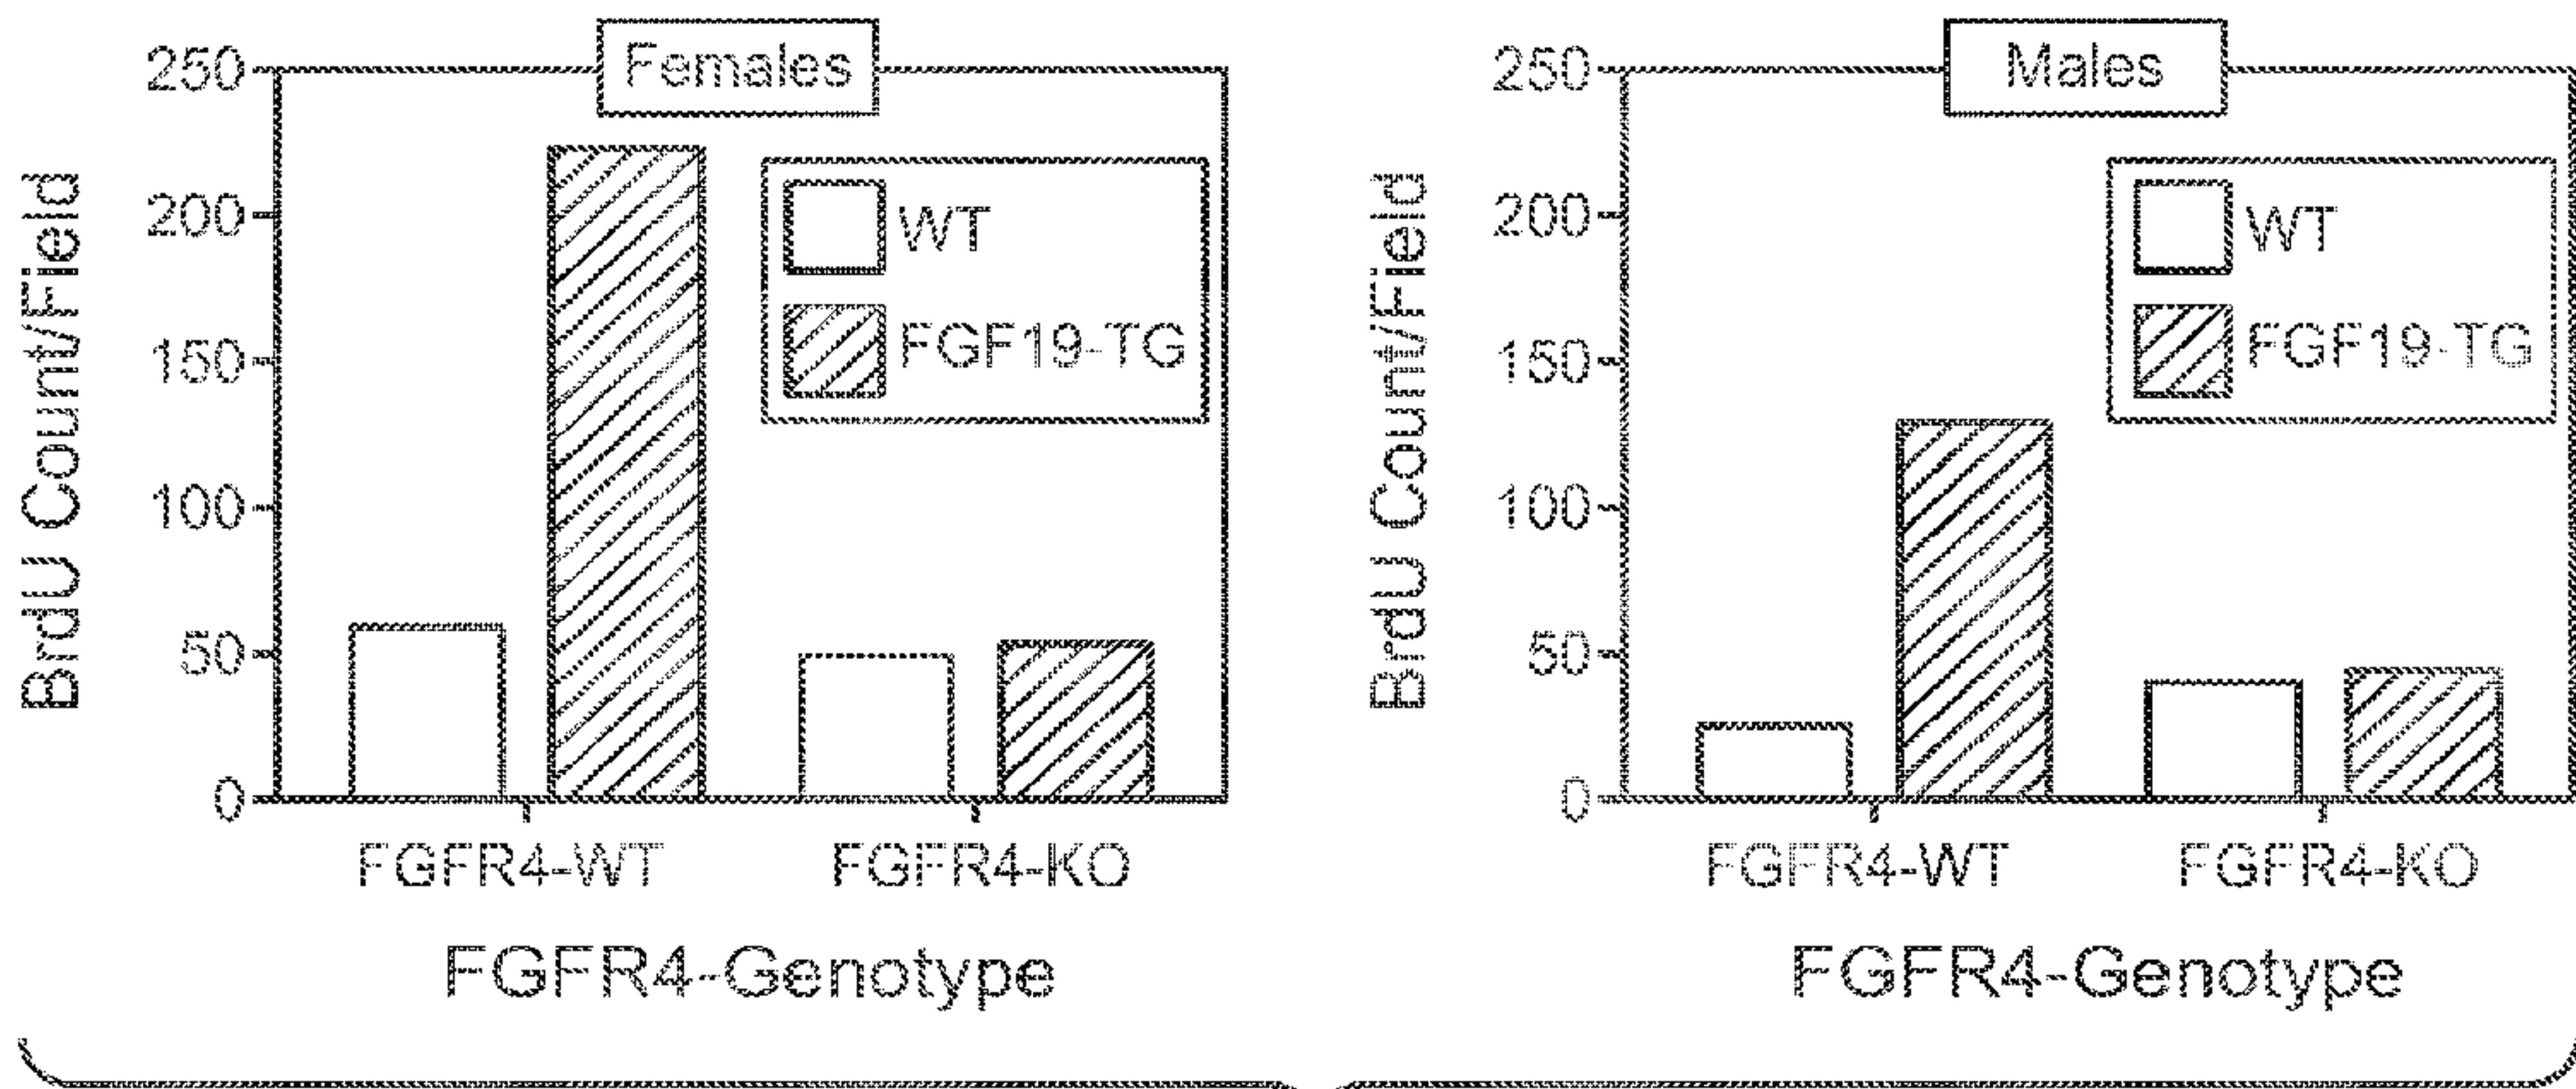 Females
BrdU Count/Field
250
200
150
100
50
0
WT
FGF19-TG
FGFR4-WT
FGFR4-KO
FGFR4-Genotype
Males
BrdU Count/Field
250
200
150
100
50
0
WT
FGF19-TG
FGFR4-WT
FGFR4-KO
FGFR4-Genotype